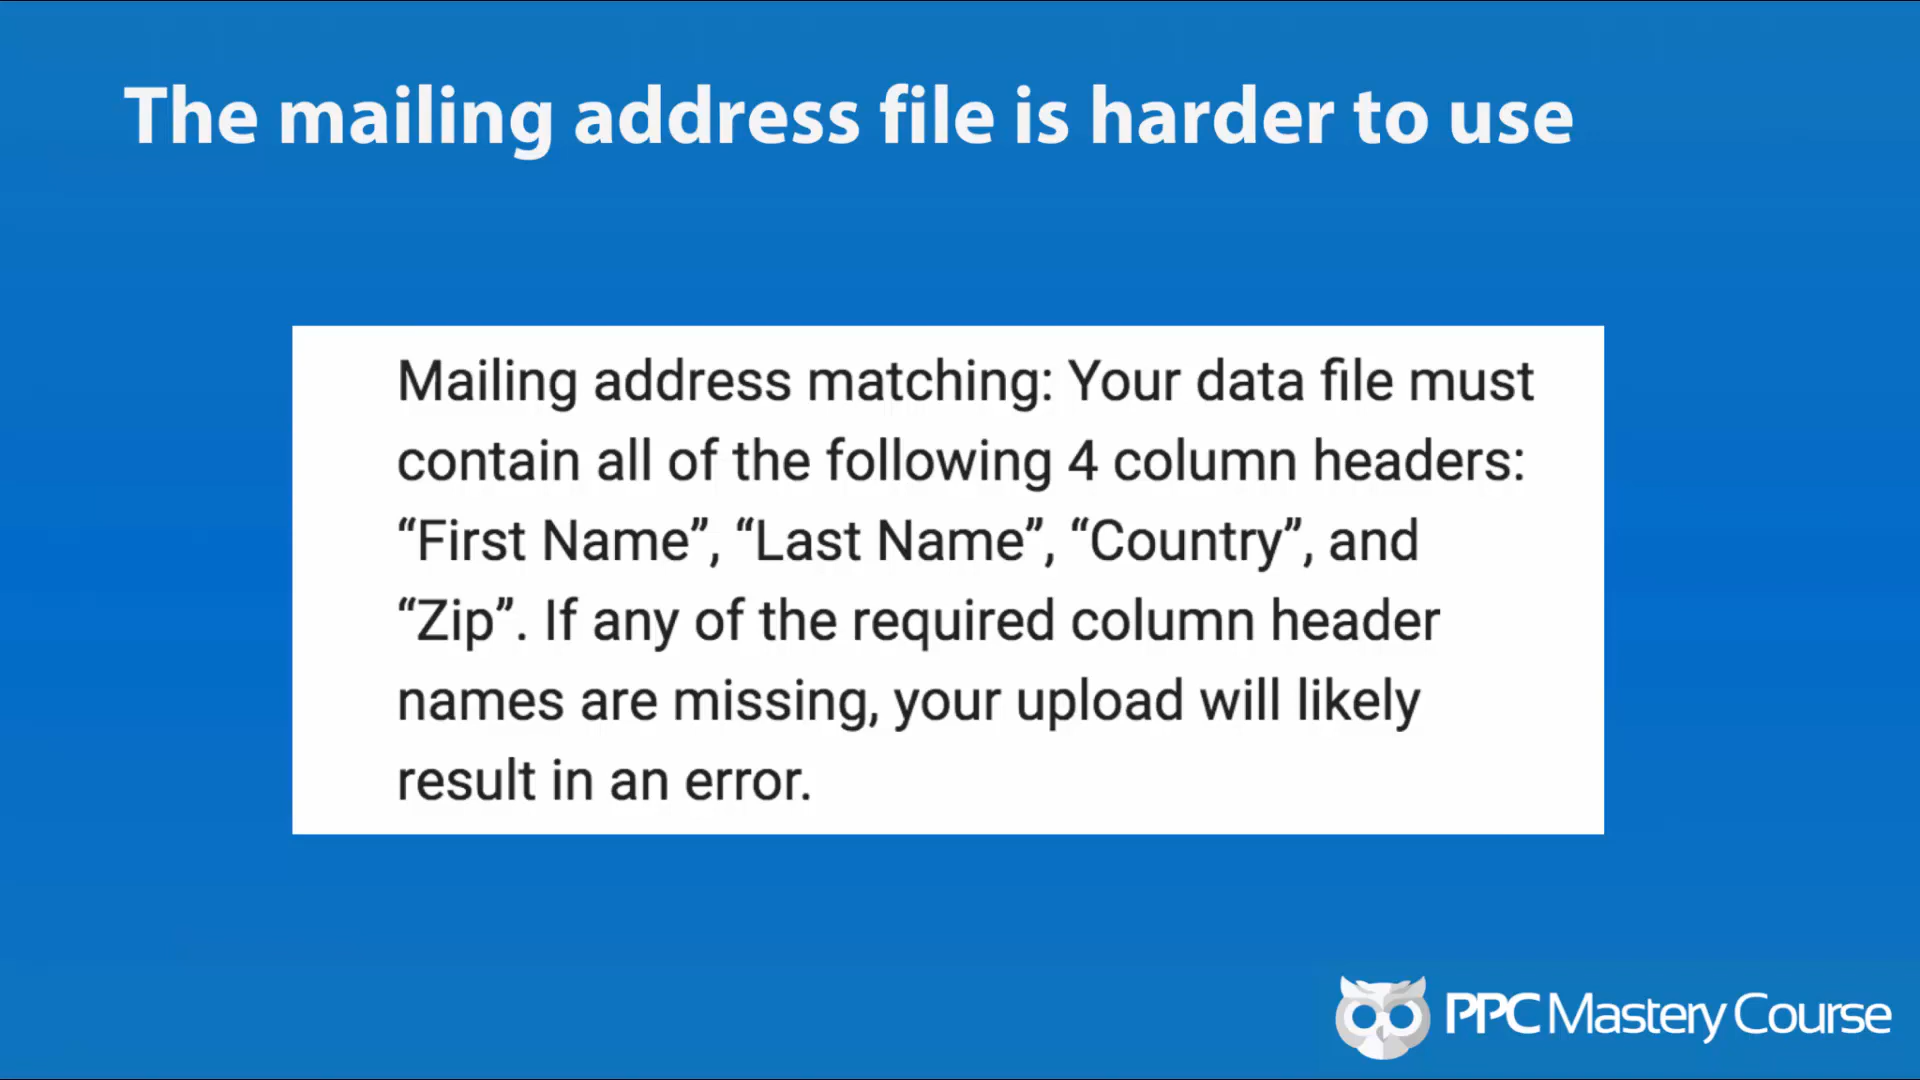 The mailing address file is harder to use
Mailing address matching: Your data file must
contain all of the following 4 column headers:
“First Name”, “Last Name”, “Country”, and
“Zip”. If any of the required column header
names are missing, your upload will likely
result in an error.
PPC Mastery Course